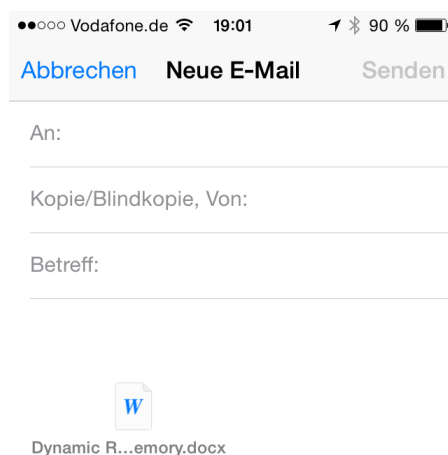 Vodafone.de 19:01 90 %
Abbrechen Neue E-Mail Senden
An:
Kopie/Blindkopie, Von:
Betreff:
W
Dynamic R...emory.docx